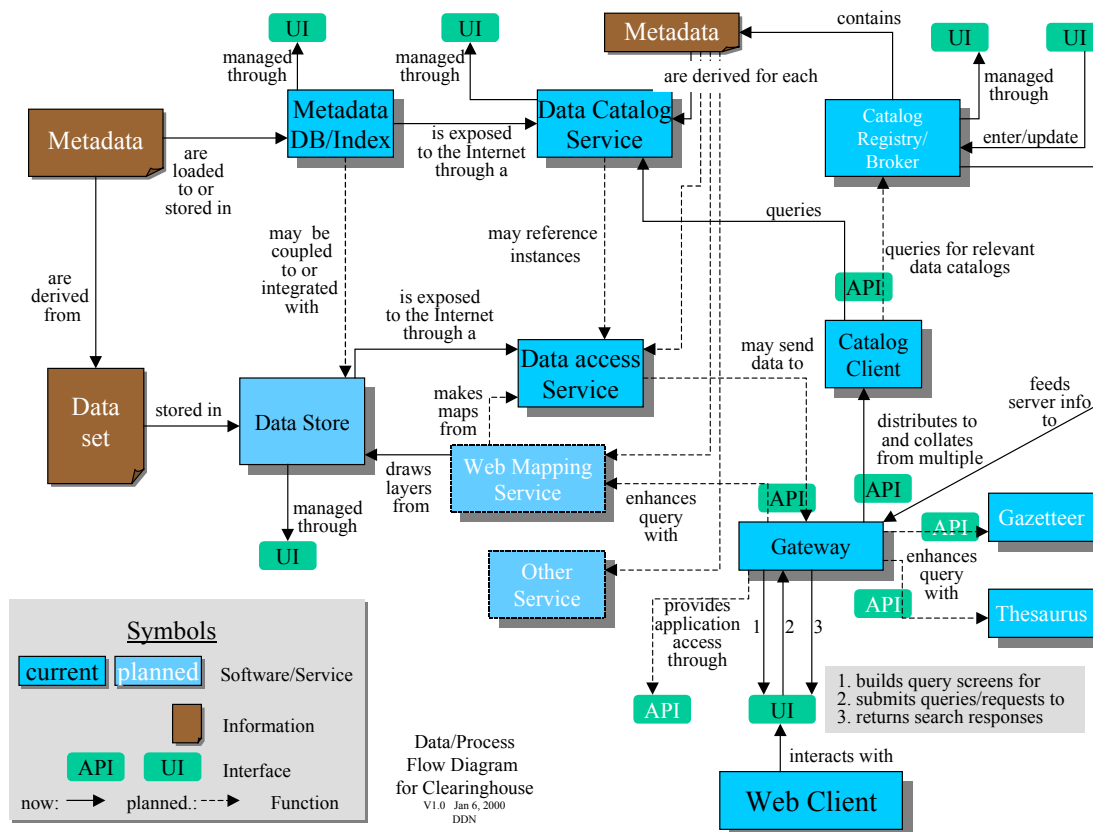 UI
UI
Metadata
contains
UI
UI
managed
through
managed
through
are derived for each
managed
through
Metadata
Metadata
DB/Index
is exposed
to the Internet
through a
Data Catalog
Service
Catalog
Registry/
Broker
enter/update
are
loaded
to or
stored in
queries
may be
coupled
to or
integrated
with
may reference
instances
queries for relevant
data catalogs
API
are
derived
from
is exposed
to the Internet
through a
Data access
Service
may send
data to
Catalog
Client
feeds
server info
to
Data
set
stored in
Data Store
makes
maps
from
distributes to
and collates
from multiple
draws
layers
from
Web Mapping
Service
enhances
query
with
API
API
managed
through
UI
Gateway
API
Gazetteer
enhances
query
with
Other
Service
API
Thesaurus
provides
application
access
through
1
2
3
API
UI
1. builds query screens for
2. submits queries/requests to
3. returns search responses
interacts with
Web Client
Symbols
current
planned
Software/Service
Information
API
UI
Interface
now:
planned.:
Function
Data/Process
Flow Diagram
for Clearinghouse
V1.0 Jan 6, 2000
DDN